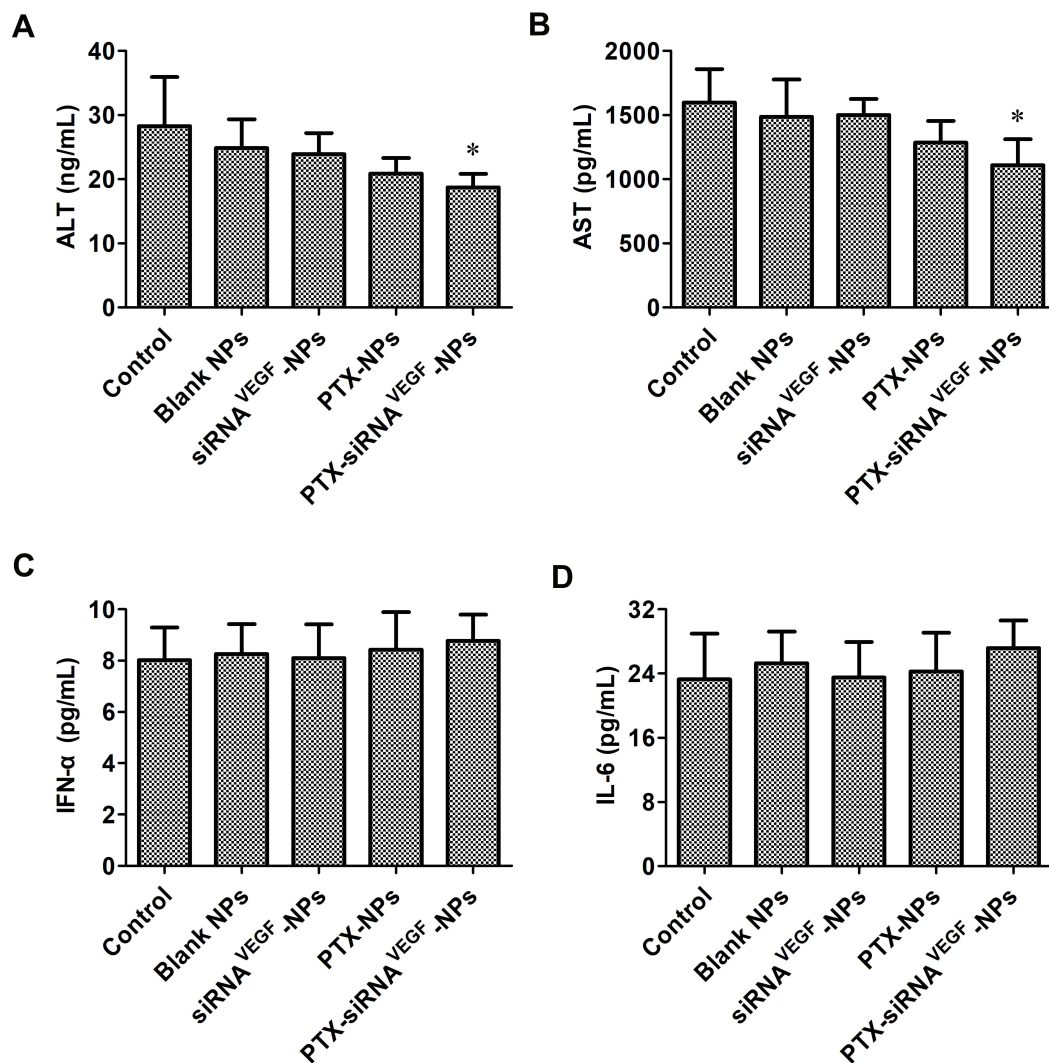 A
ALT (ng/mL)
40
30
20
10
0
*
Control
Blank NPs
siRNA^VEGF -NPs
PTX-NPs
PTX-siRNA^VEGF -NPs
B
AST (pg/mL)
2000
1500
1000
500
0
*
Control
Blank NPs
siRNA^VEGF -NPs
PTX-NPs
PTX-siRNA^VEGF -NPs
C
IFN-α (pg/mL)
10
8
6
4
2
0
Control
Blank NPs
siRNA^VEGF -NPs
PTX-NPs
PTX-siRNA^VEGF -NPs
D
IL-6 (pg/mL)
32
24
16
8
0
Control
Blank NPs
siRNA^VEGF -NPs
PTX-NPs
PTX-siRNA^VEGF -NPs